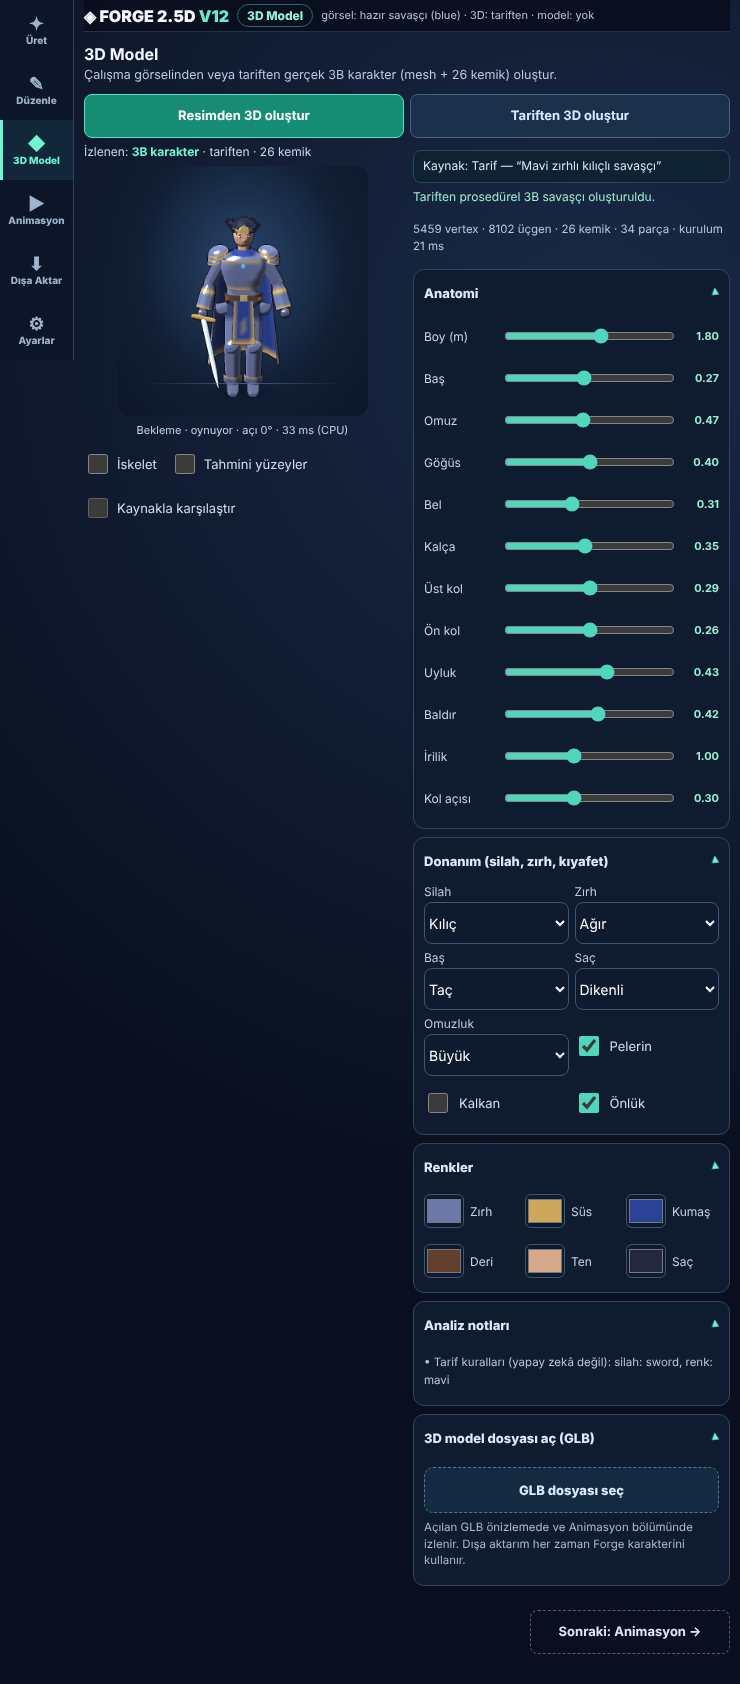 Üret
Düzenle
3D Model
Animasyon
Dışa Aktar
Ayarlar
FORGE 2.5D V12 3D Model görsel: hazır savaşçı (blue) · 3D: tariften · model: yok
3D Model
Çalışma görselinden veya tariften gerçek 3B karakter (mesh + 26 kemik) oluştur.
Resimden 3D oluştur
Tariften 3D oluştur
İzlenen: 3B karakter · tariften · 26 kemik
Bekleme · oynuyor · açı 0° · 33 ms (CPU)
İskelet
Tahmini yüzeyler
Kaynakla karşılaştır
Kaynak: Tarif — “Mavi zırhlı kılıçlı savaşçı”
Tariften prosedürel 3B savaşçı oluşturuldu.
5459 vertex · 8102 üçgen · 26 kemik · 34 parça · kurulum
21 ms
Anatomi
Boy (m) 1.80
Baş 0.27
Omuz 0.47
Göğüs 0.40
Bel 0.31
Kalça 0.35
Üst kol 0.29
Ön kol 0.26
Uyluk 0.43
Baldır 0.42
İrilik 1.00
Kol açısı 0.30
Donanım (silah, zırh, kıyafet)
Silah Zırh
Kılıç Ağır
Baş Saç
Taç Dikenli
Omuzluk
Büyük Pelerin
Kalkan Önlük
Renkler
Zırh Süs Kumaş
Deri Ten Saç
Analiz notları
• Tarif kuralları (yapay zekâ değil): silah: sword, renk:
mavi
3D model dosyası aç (GLB)
GLB dosyası seç
Açılan GLB önizlemede ve Animasyon bölümünde
izlenir. Dışa aktarım her zaman Forge karakterini
kullanır.
Sonraki: Animasyon →